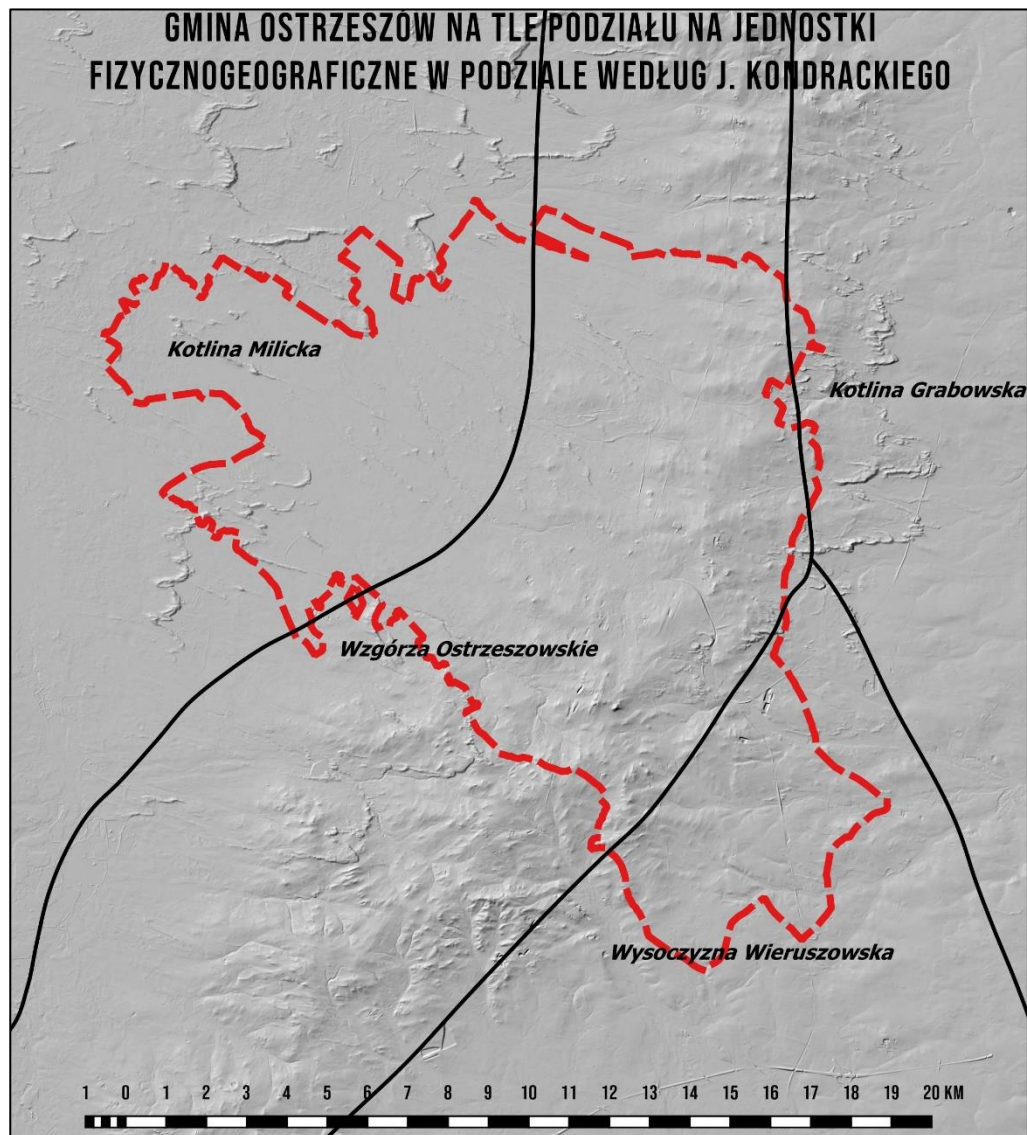 GMINA OSTRZESZÓW NA TLE PODZIAŁU NA JEDNOSTKI
FIZYCZNOGEOGRAFICZNE W PODZIALE WEDŁUG J. KONDRACKIEGO
Kotlina Milicka
Kotlina Grabowska
Wzgórza Ostrzeszowskie
Wysoczyzna Wieruszowska
1 0 1 2 3 4 5 6 7 8 9 10 11 12 13 14 15 16 17 18 19 20 KM